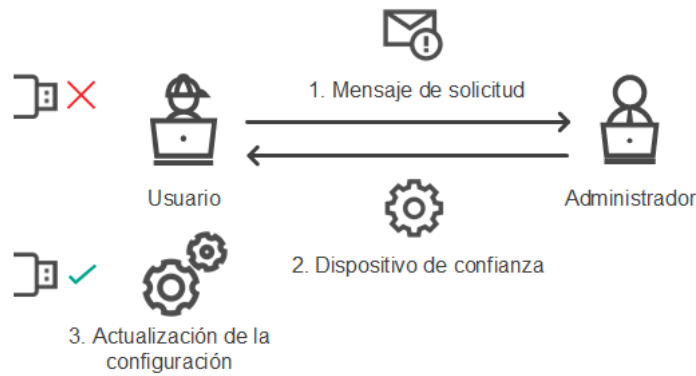 1. Mensaje de solicitud
Usuario
Administrador
2. Dispositivo de confianza
3. Actualización de la
configuración